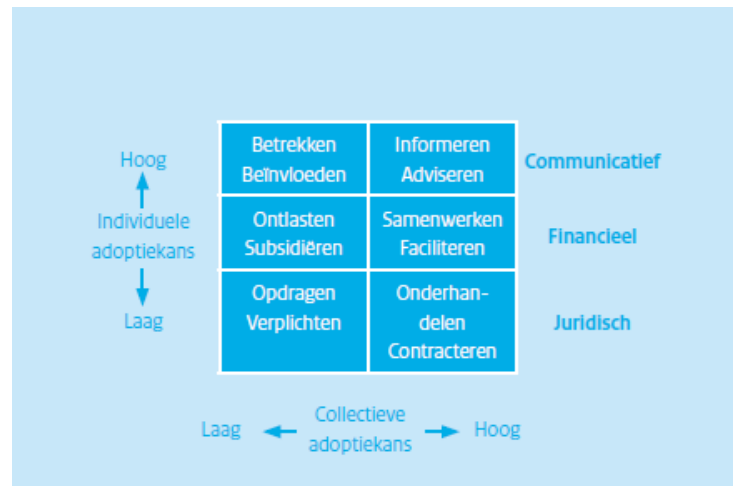 Hoog
Individuele
adoptiekans
Laag
Betrekken
Beïnvloeden
Informeren
Adviseren
Communicatief
Ontlasten
Subsidiëren
Samenwerken
Faciliteren
Financieel
Opdragen
Verplichten
Onderhan-
delen
Contracteren
Juridisch
Laag
Collectieve
adoptiekans
Hoog